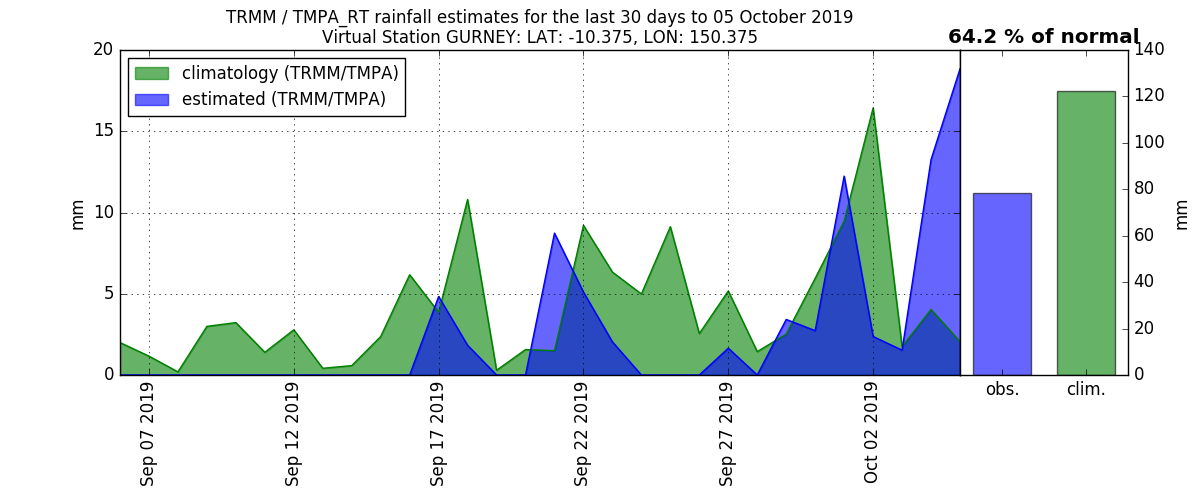 TRMM / TMPA_RT rainfall estimates for the last 30 days to 05 October 2019
Virtual Station GURNEY: LAT: -10.375, LON: 150.375
64.2 % of normal
climatology (TRMM/TMPA)
estimated (TRMM/TMPA)
mm
20
15
10
5
0
Sep 07 2019
Sep 12 2019
Sep 17 2019
Sep 22 2019
Sep 27 2019
Oct 02 2019
obs.
clim.
140
120
100
80
60
40
20
0
mm